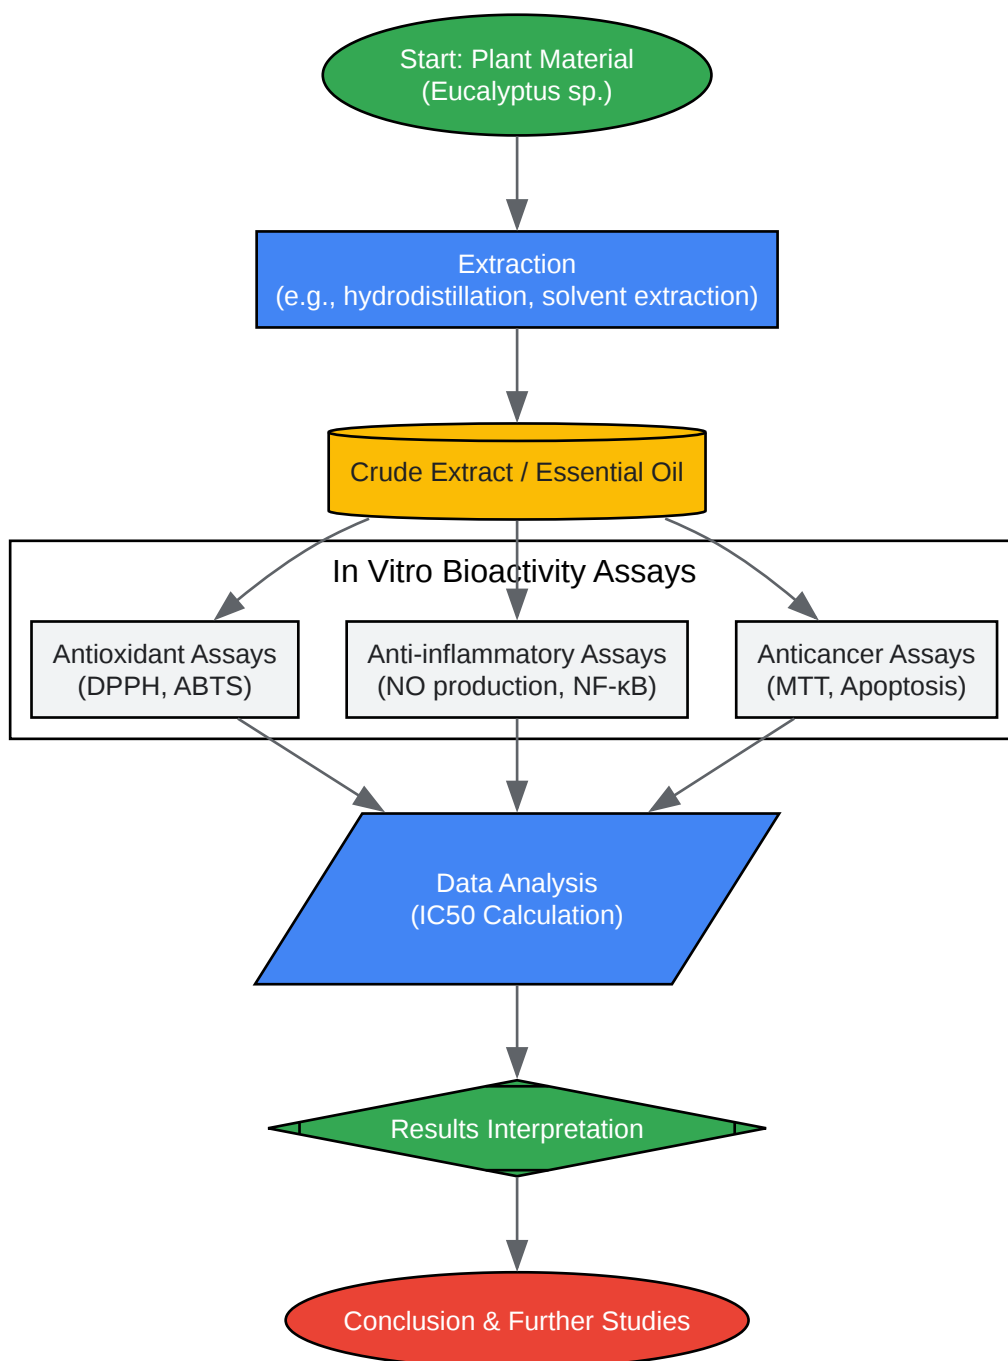 Start: Plant Material
(Eucalyptus sp.)
Extraction
(e.g., hydrodistillation, solvent extraction)
Crude Extract / Essential Oil
In Vitro Bioactivity Assays
Antioxidant Assays
(DPPH, ABTS)
Anti-inflammatory Assays
(NO production, NF-κB)
Anticancer Assays
(MTT, Apoptosis)
Data Analysis
(IC50 Calculation)
Results Interpretation
Conclusion & Further Studies